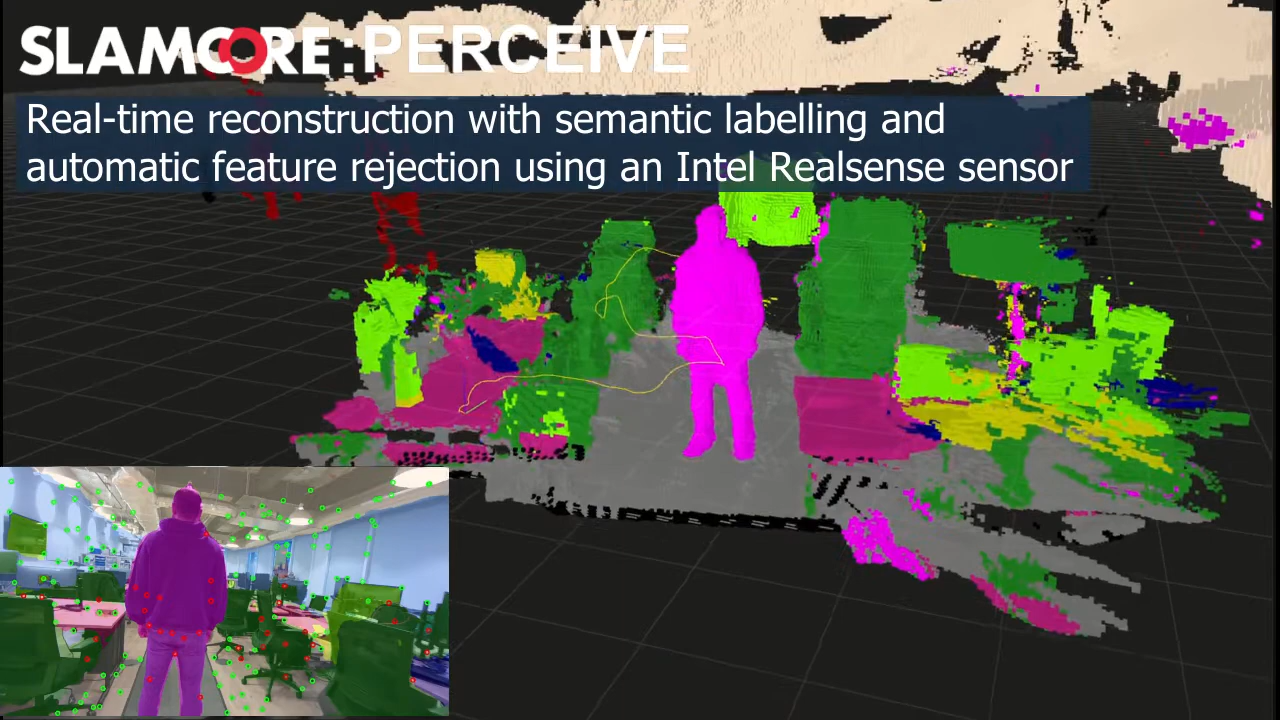 SLAMCORE:PERCEIVE
Real-time reconstruction with semantic labelling and
automatic feature rejection using an Intel Realsense sensor